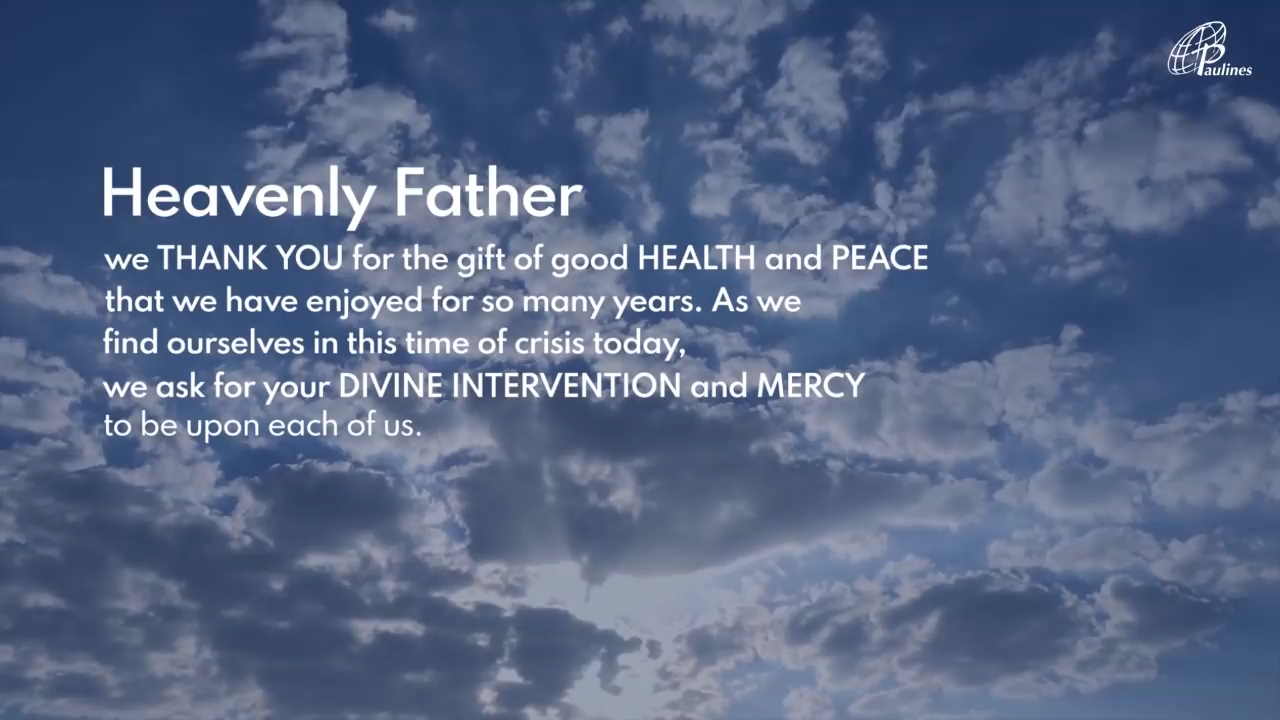 Paulines
Heavenly Father
we THANK YOU for the gift of good HEALTH and PEACE
that we have enjoyed for so many years. As we
find ourselves in this time of crisis today,
we ask for your DIVINE INTERVENTION and MERCY
to be upon each of us.